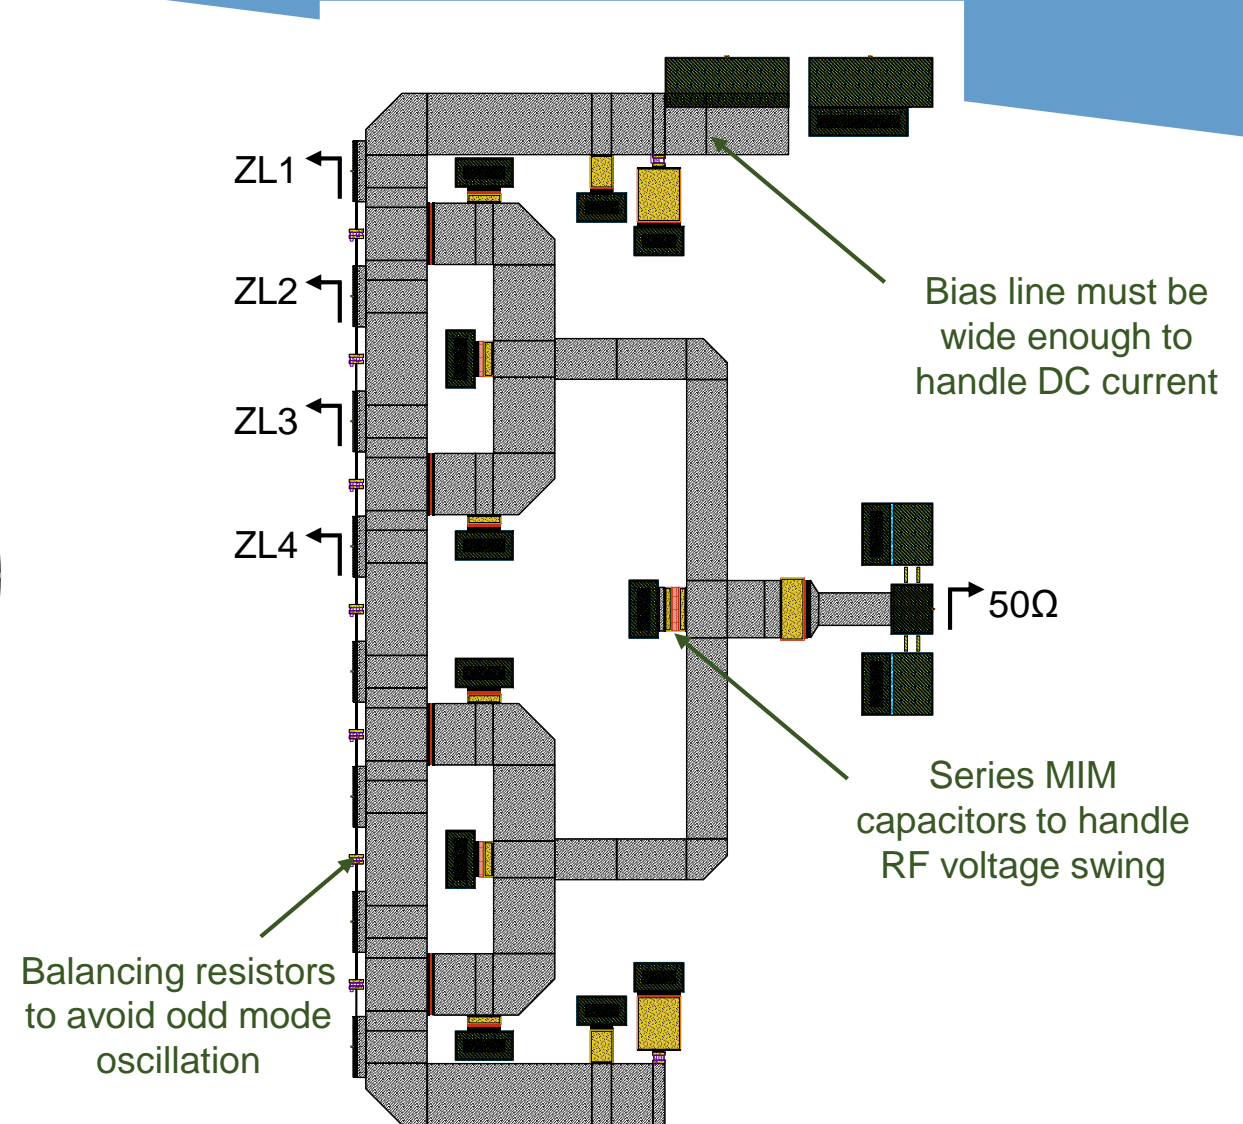 ZL1
ZL2
ZL3
ZL4
Bias line must be
wide enough to
handle DC current
50Ω
Series MIM
capacitors to handle
RF voltage swing
Balancing resistors
to avoid odd mode
oscillation